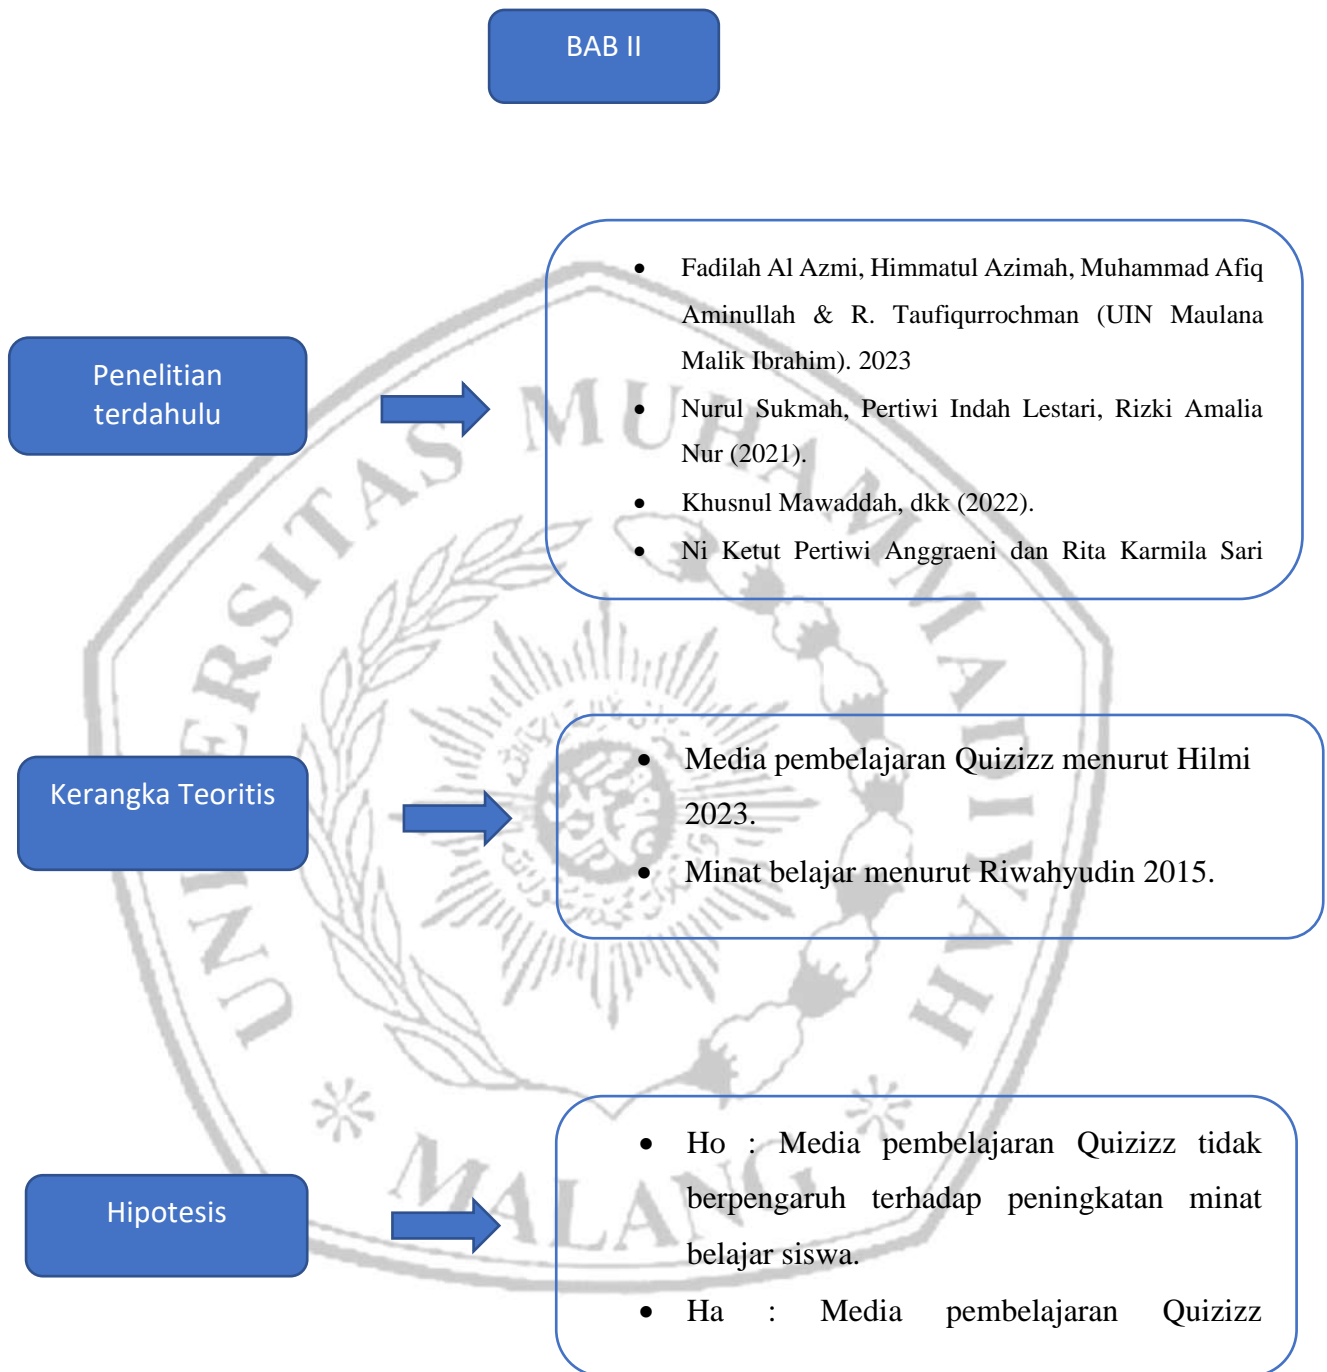 BAB II
Penelitian
terdahulu
• Fadilah Al Azmi, Himmatul Azimah, Muhammad Afiq
Aminullah & R. Taufiqurrochman (UIN Maulana
Malik Ibrahim). 2023
• Nurul Sukmah, Pertiwi Indah Lestari, Rizki Amalia
Nur (2021).
• Khusnul Mawaddah, dkk (2022).
• Ni Ketut Pertiwi Anggraeni dan Rita Karmila Sari
Kerangka Teoritis
• Media pembelajaran Quizizz menurut Hilmi
2023.
• Minat belajar menurut Riwahyudin 2015.
Hipotesis
• Ho : Media pembelajaran Quizizz tidak
berpengaruh terhadap peningkatan minat
belajar siswa.
• Ha : Media pembelajaran Quizizz
UNIVERSITAS MUHAMMADIYAH
MALANG